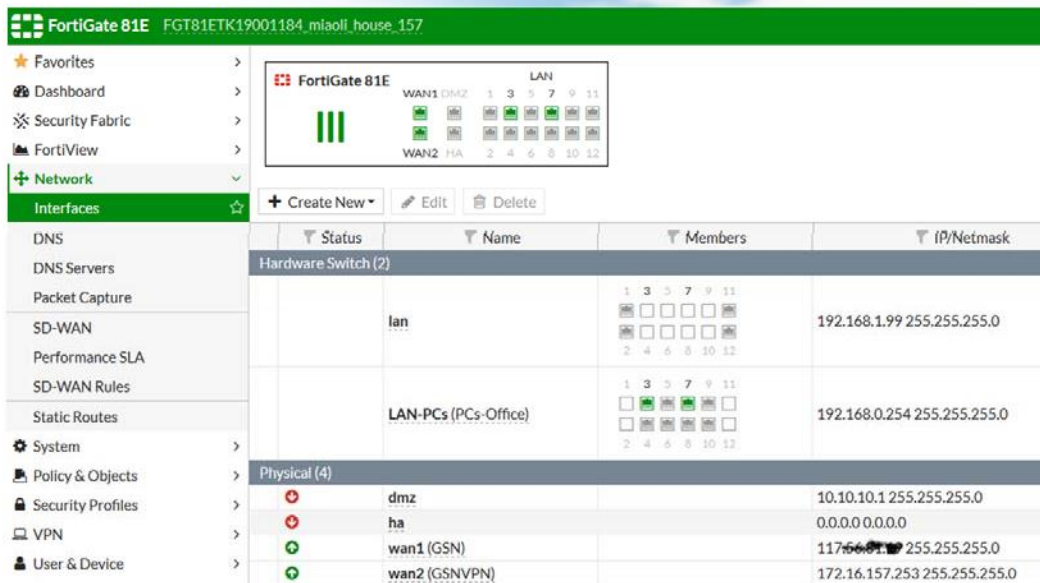 FortiGate 81E FGT81ETK19001184_miaoli_house_157
Favorites
Dashboard
Security Fabric
FortiView
Network
Interfaces
DNS
DNS Servers
Packet Capture
SD-WAN
Performance SLA
SD-WAN Rules
Static Routes
System
Policy & Objects
Security Profiles
VPN
User & Device
FortiGate 81E
LAN
WAN1 DMZ 1 3 5 7 9 11
WAN2 HA 2 4 6 8 10 12
Create New Edit Delete
Status Name Members IP/Netmask
Hardware Switch (2)
1 3 5 7 9 11
lan 192.168.1.99 255.255.255.0
2 4 6 8 10 12
1 3 5 7 9 11
LAN-PCs (PCs-Office) 192.168.0.254 255.255.255.0
2 4 6 8 10 12
Physical (4)
dmz 10.10.10.1 255.255.255.0
ha 0.0.0.0 0.0.0.0
wan1 (GSN) 117. 255.255.255.0
wan2 (GSNVPN) 172.16.157.253 255.255.255.0